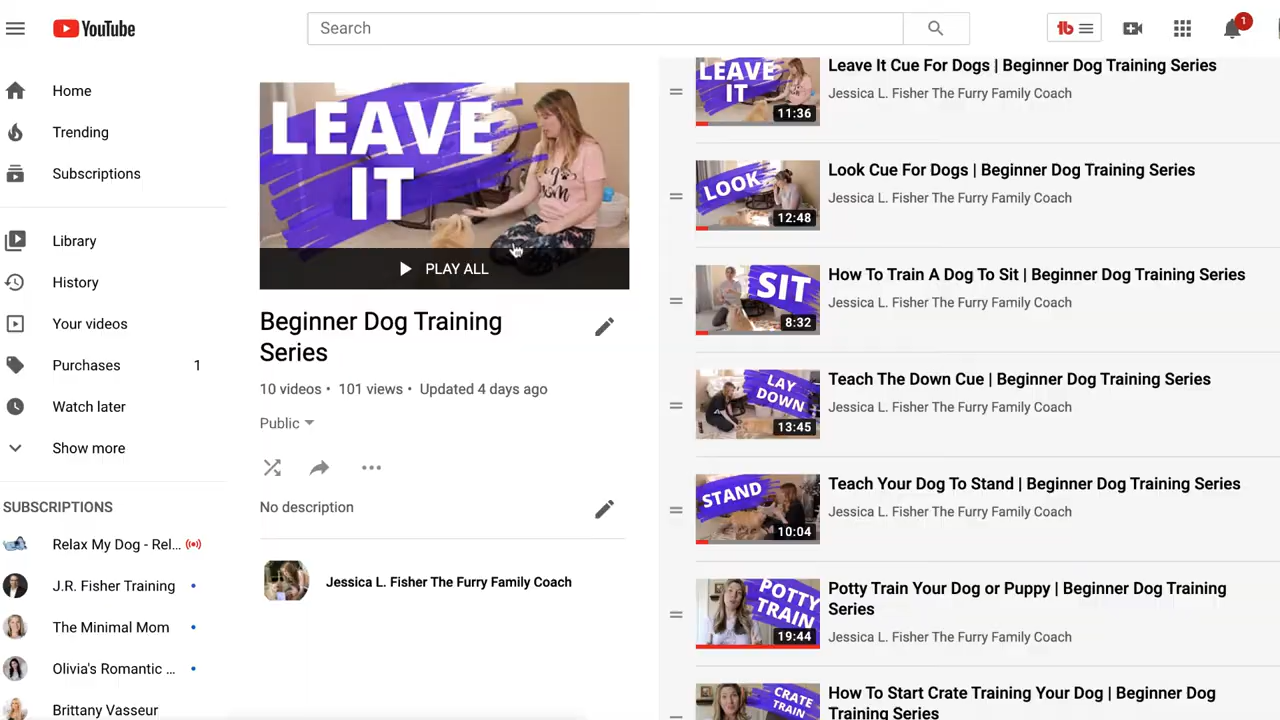 YouTube
Search
1
Home
Trending
Subscriptions
Library
History
Your videos
Purchases 1
Watch later
Show more
SUBSCRIPTIONS
Relax My Dog - Rel...
J.R. Fisher Training
The Minimal Mom
Olivia's Romantic ...
Brittany Vasseur
LEAVE
IT
PLAY ALL
Beginner Dog Training
Series
10 videos • 101 views • Updated 4 days ago
Public
No description
Jessica L. Fisher The Furry Family Coach
LEAVE
IT
11:36
Leave It Cue For Dogs | Beginner Dog Training Series
Jessica L. Fisher The Furry Family Coach
LOOK
12:48
Look Cue For Dogs | Beginner Dog Training Series
Jessica L. Fisher The Furry Family Coach
SIT
8:32
How To Train A Dog To Sit | Beginner Dog Training Series
Jessica L. Fisher The Furry Family Coach
LAY
DOWN
13:45
Teach The Down Cue | Beginner Dog Training Series
Jessica L. Fisher The Furry Family Coach
STAND
10:04
Teach Your Dog To Stand | Beginner Dog Training Series
Jessica L. Fisher The Furry Family Coach
POTTY
TRAIN
19:44
Potty Train Your Dog or Puppy | Beginner Dog Training
Series
Jessica L. Fisher The Furry Family Coach
CRATE
TRAIN
How To Start Crate Training Your Dog | Beginner Dog
Training Series